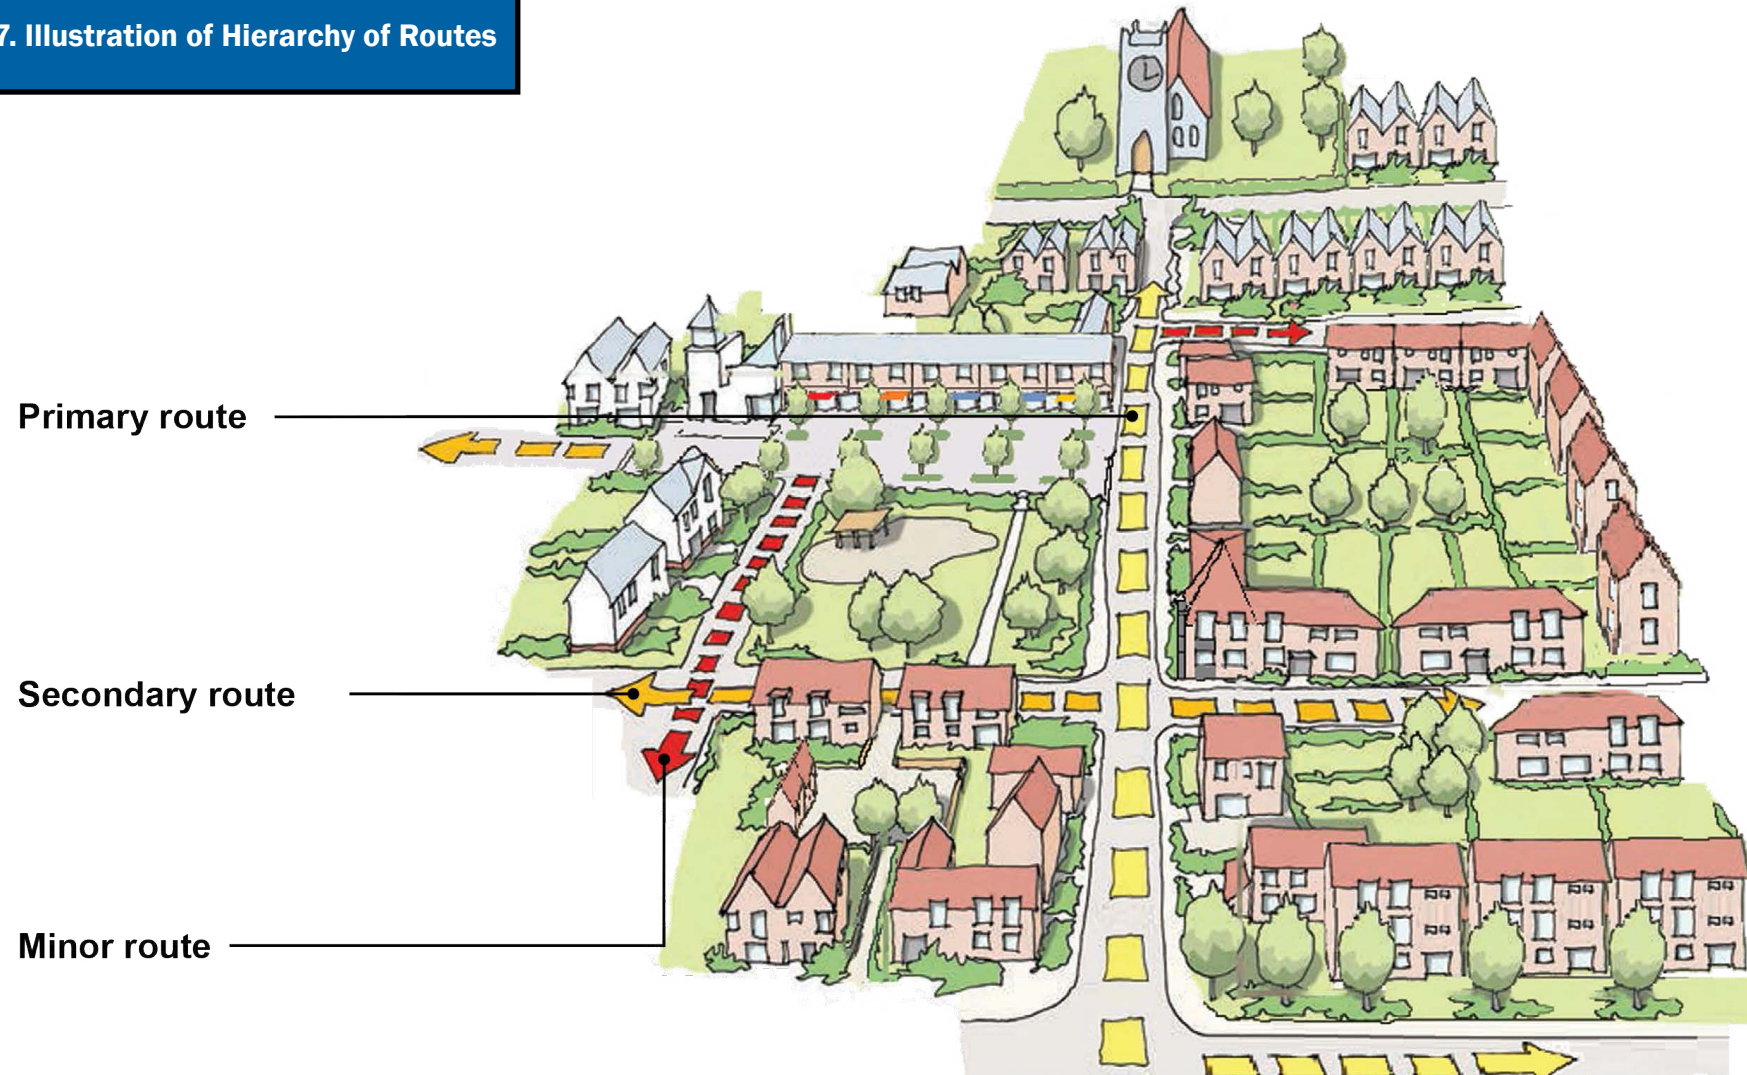 7. Illustration of Hierarchy of Routes
Primary route
Secondary route
Minor route